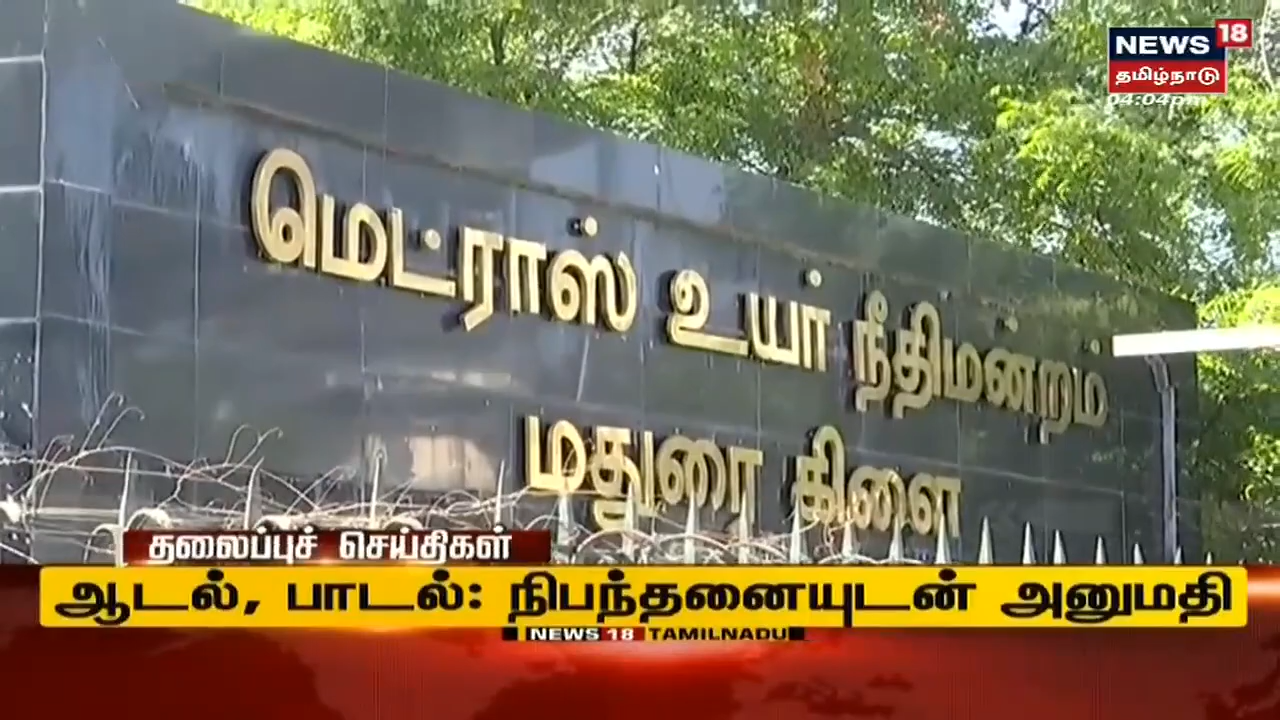 NEWS 18
தமிழ்நாடு
04:04pm
மெட்ராஸ் உயர் நீதிமன்றம்
மதுரை கிளை
தலைப்புச் செய்திகள்
ஆடல், பாடல்: நிபந்தனையுடன் அனுமதி
NEWS 18 TAMILNADU